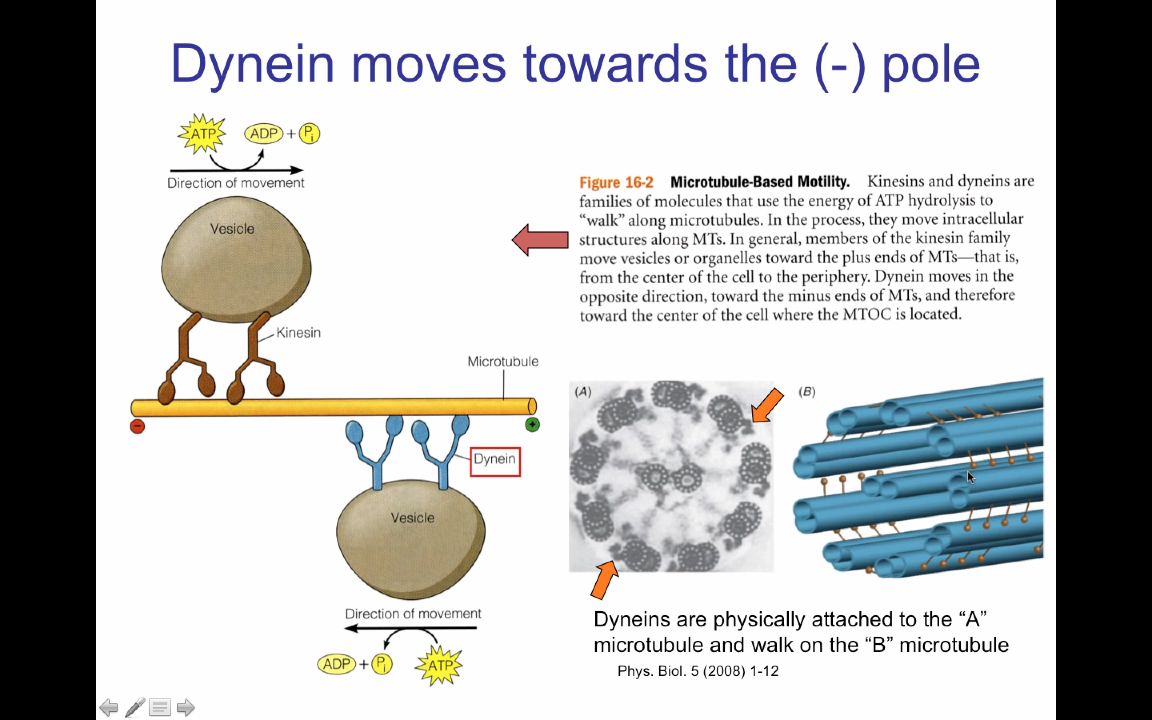 Dynein moves towards the (-) pole
ATP
ADP + Pi
Direction of movement
Vesicle
Kinesin
Microtubule
−
+
Dynein
Vesicle
Direction of movement
ADP + Pi
ATP
Figure 16-2 Microtubule-Based Motility. Kinesins and dyneins are
families of molecules that use the energy of ATP hydrolysis to
“walk” along microtubules. In the process, they move intracellular
structures along MTs. In general, members of the kinesin family
move vesicles or organelles toward the plus ends of MTs—that is,
from the center of the cell to the periphery. Dynein moves in the
opposite direction, toward the minus ends of MTs, and therefore
toward the center of the cell where the MTOC is located.
(A)
(B)
Dyneins are physically attached to the “A”
microtubule and walk on the “B” microtubule
Phys. Biol. 5 (2008) 1-12